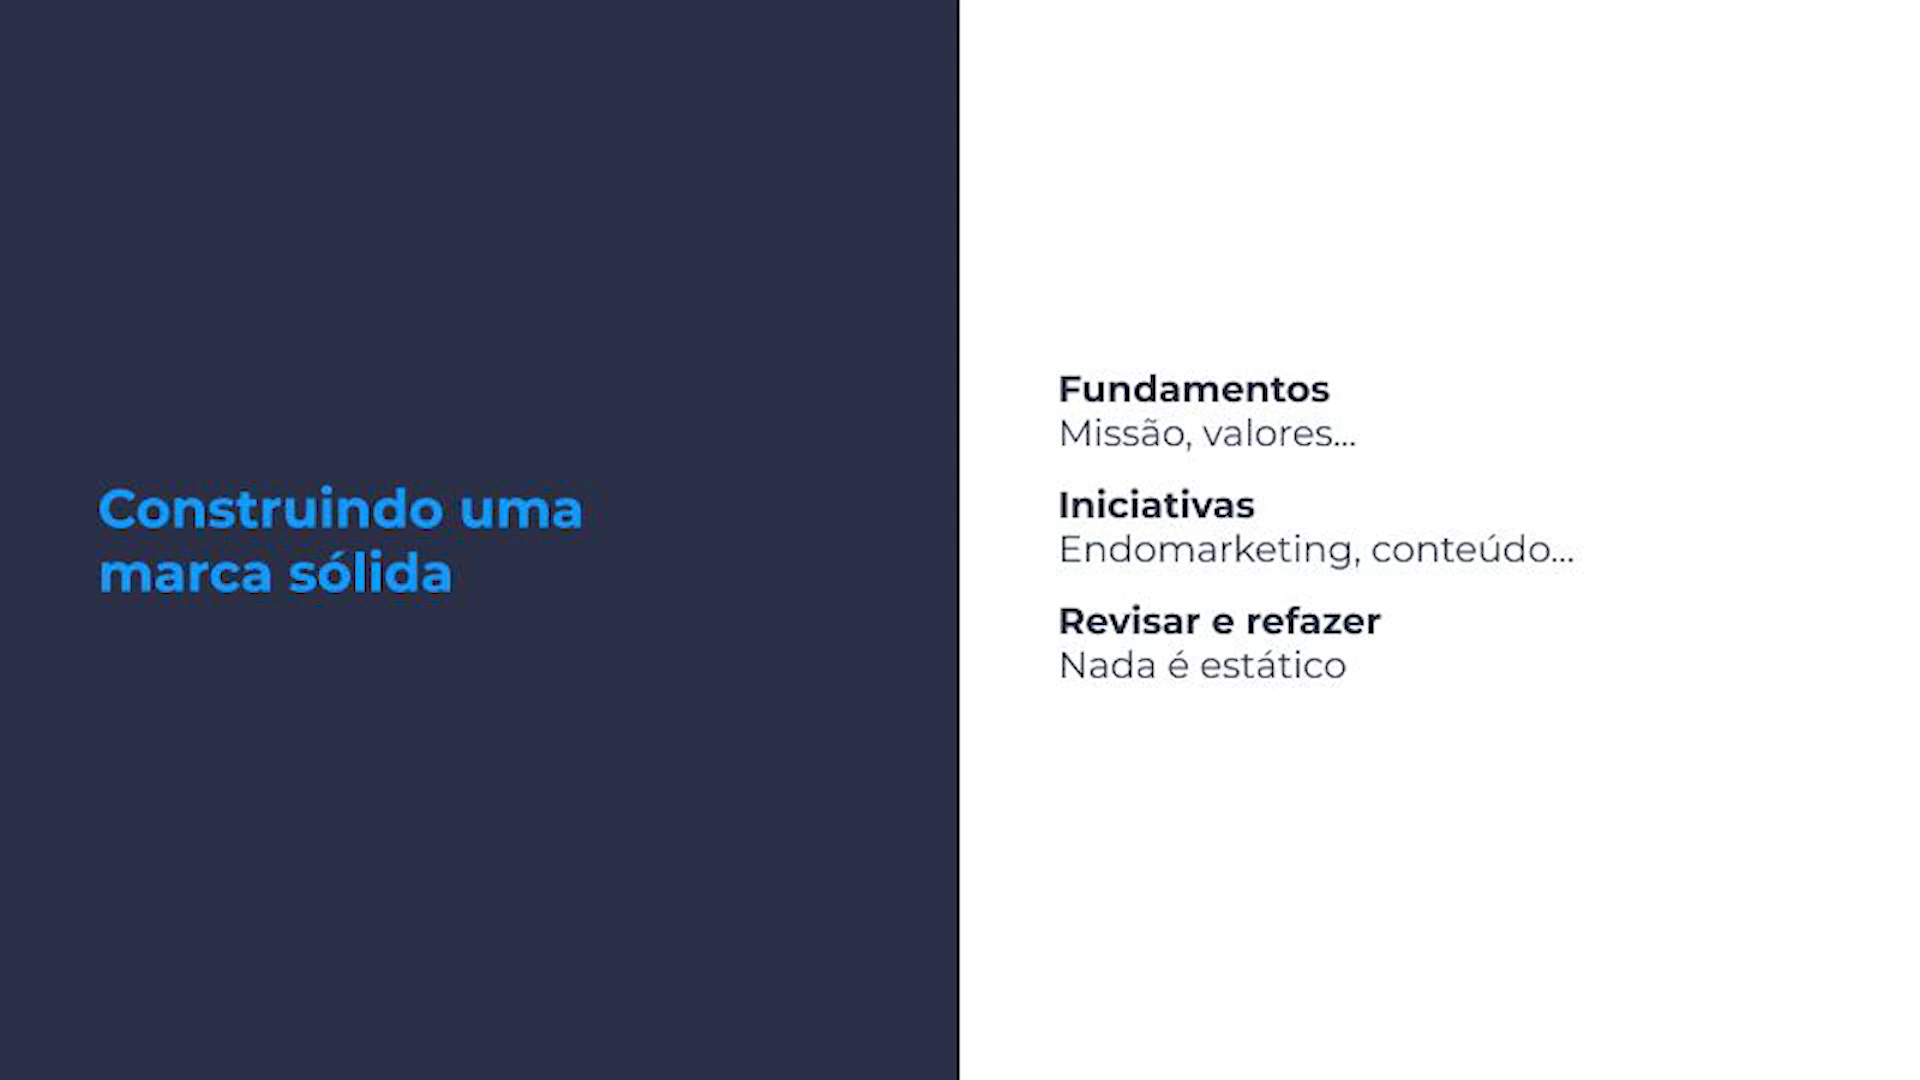 Construindo uma
marca sólida
Fundamentos
Missão, valores...
Iniciativas
Endomarketing, conteúdo...
Revisar e refazer
Nada é estático